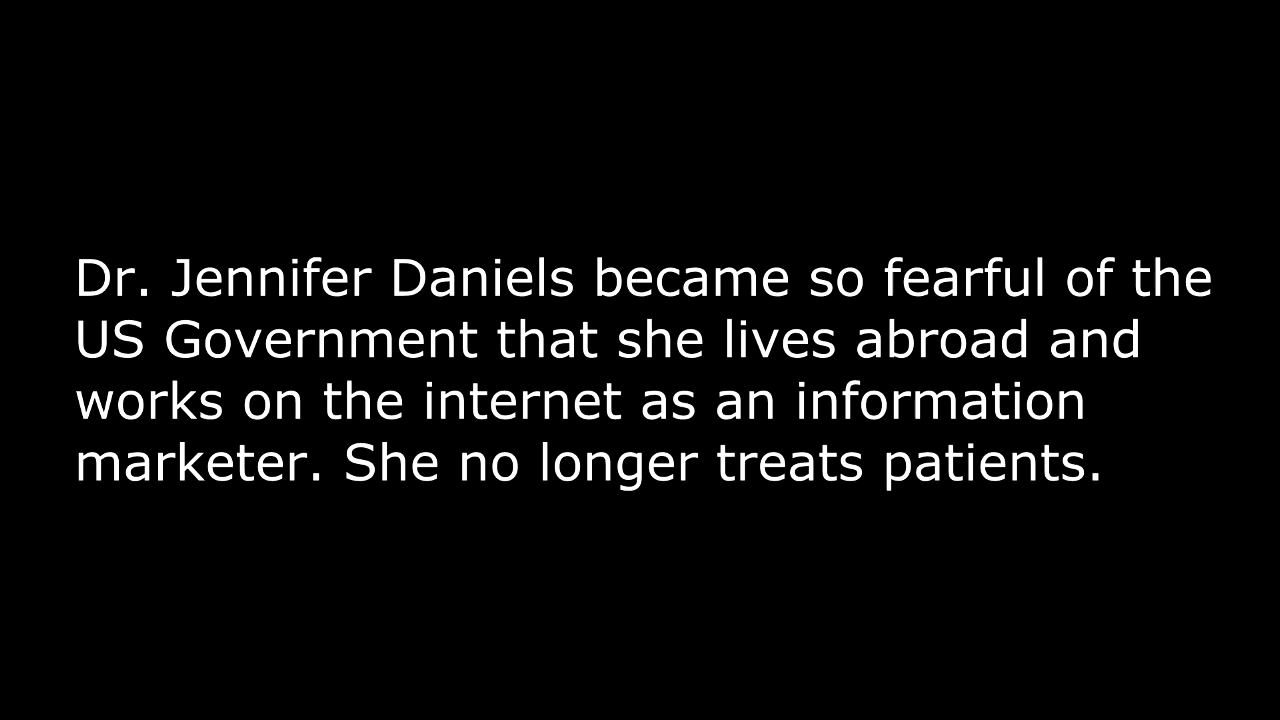 Dr. Jennifer Daniels became so fearful of the
US Government that she lives abroad and
works on the internet as an information
marketer. She no longer treats patients.